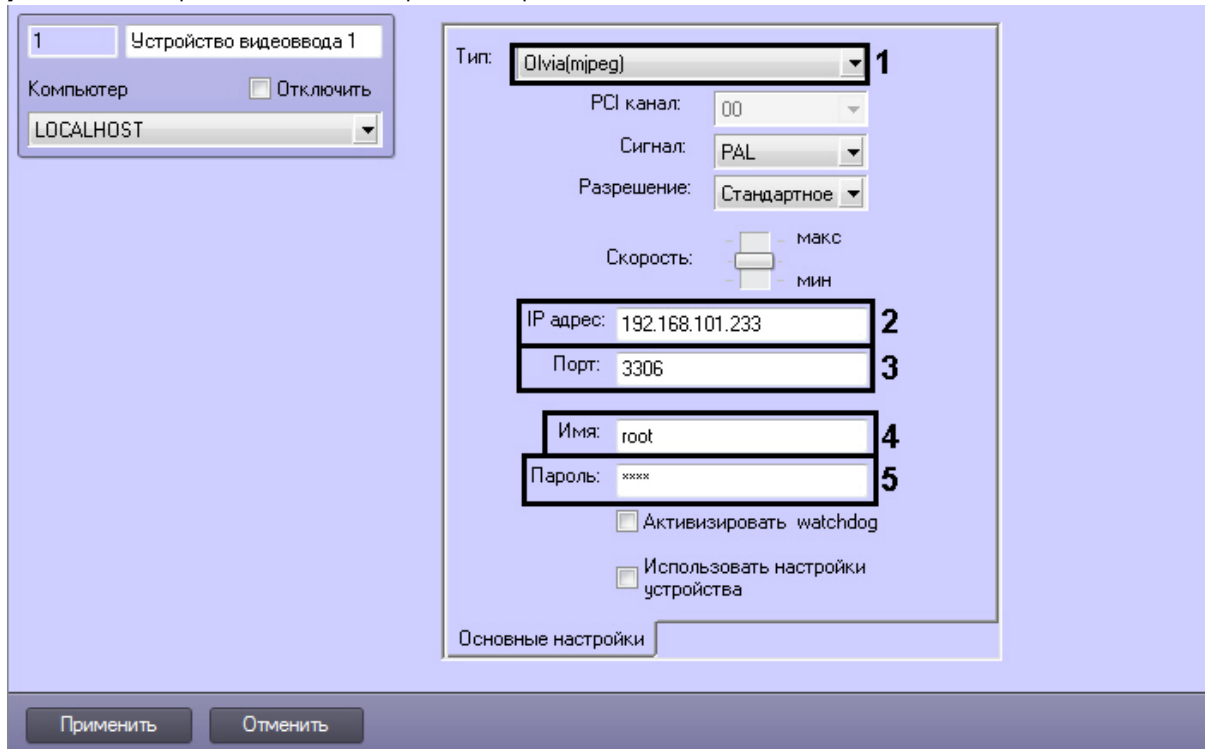 1 Устройство видеоввода 1
Компьютер Отключить
LOCALHOST
Тип: Olvia(mjpeg) 1
PCI канал: 00
Сигнал: PAL
Разрешение: Стандартное
макс
Скорость:
мин
IP адрес: 192.168.101.233 2
Порт: 3306 3
Имя: root 4
Пароль: **** 5
Активизировать watchdog
Использовать настройки
устройства
Основные настройки
Применить Отменить